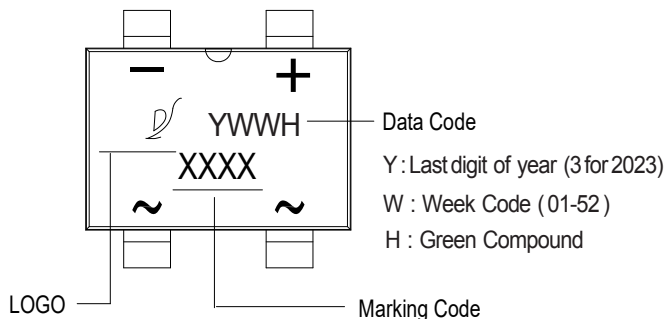 − +
YWWH
Data Code
XXXX
Y : Last digit of year (3 for 2023)
W : Week Code (01-52)
H : Green Compound
~ ~
LOGO
Marking Code